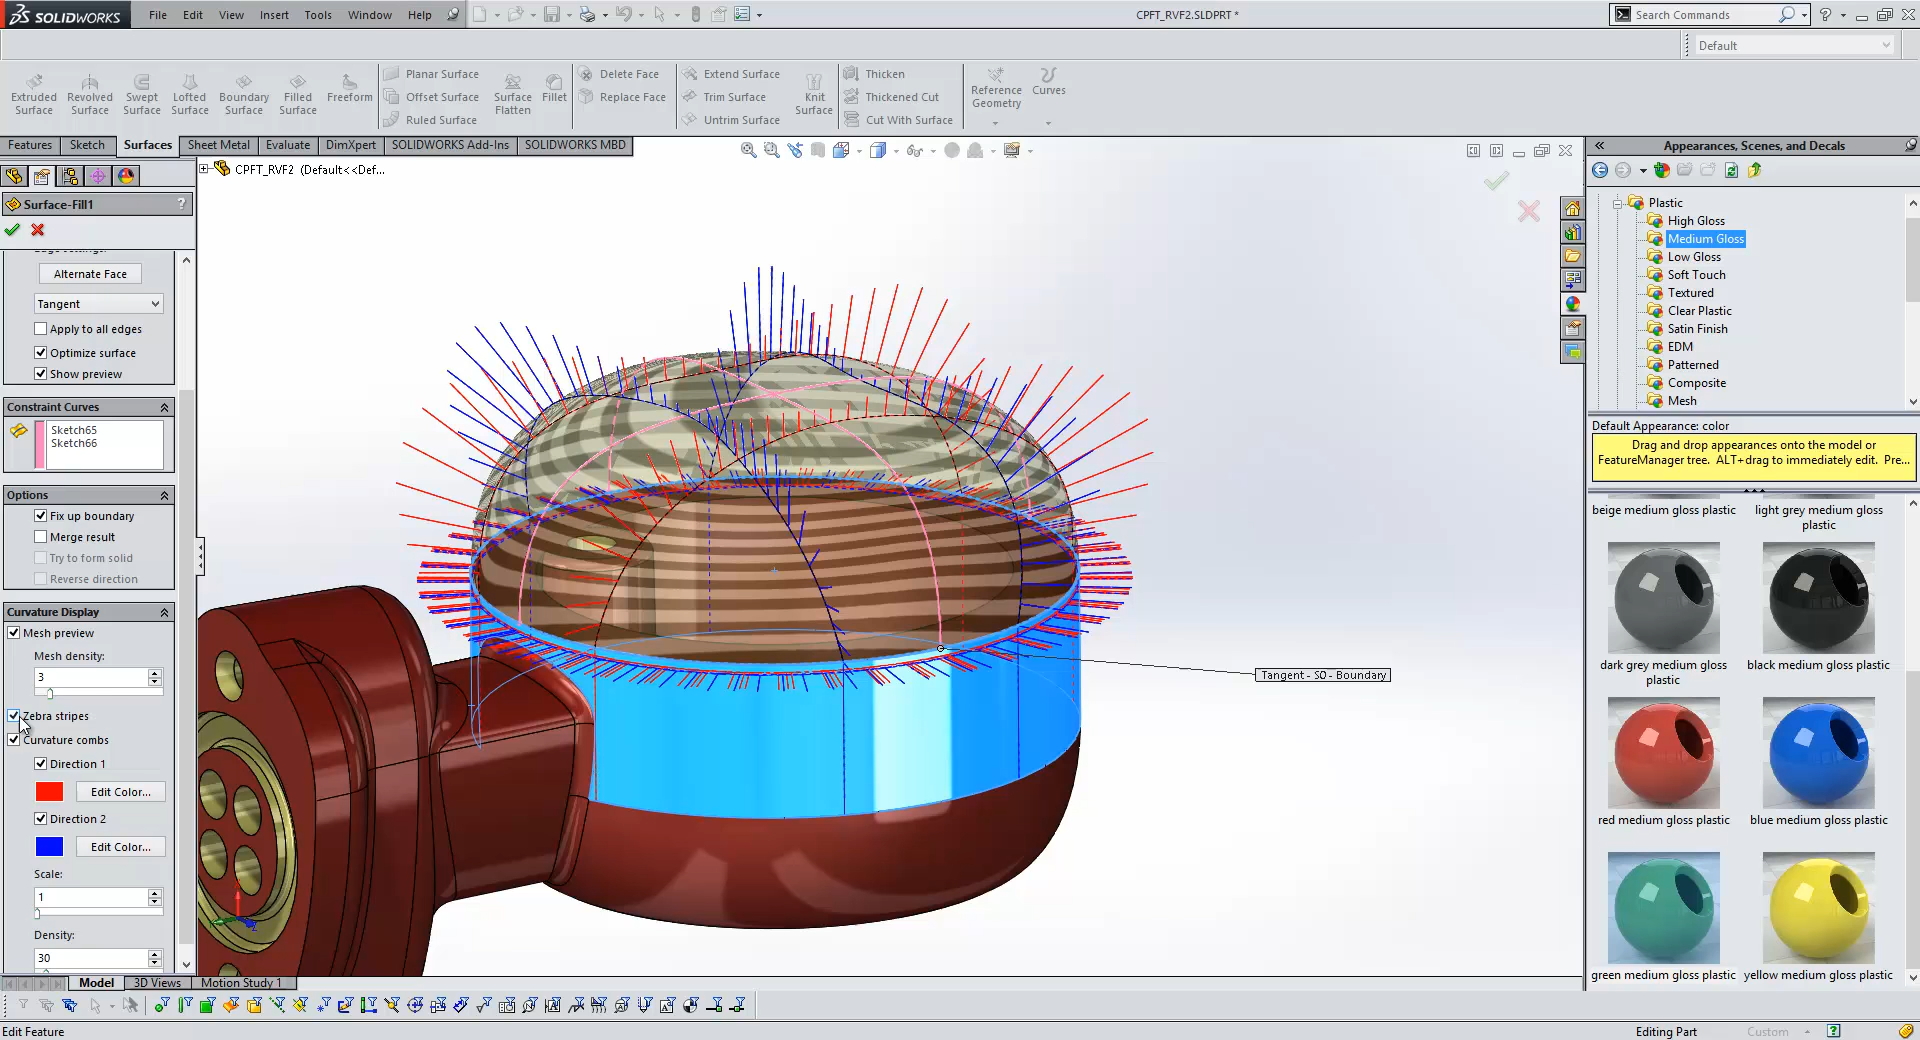 SOLIDWORKS File Edit View Insert Tools Window Help CPFT_RVF2.SLDPRT * Search Commands
Default
Extruded Surface
Revolved Surface
Swept Surface
Lofted Surface
Boundary Surface
Filled Surface
Freeform
Planar Surface
Offset Surface
Ruled Surface
Surface Flatten
Fillet
Delete Face
Replace Face
Extend Surface
Trim Surface
Untrim Surface
Knit Surface
Thicken
Thickened Cut
Cut With Surface
Reference Geometry
Curves
Features Sketch Surfaces Sheet Metal Evaluate DimXpert SOLIDWORKS Add-Ins SOLIDWORKS MBD
CPFT_RVF2 (Default<<Def...
Surface-Fill1 ?
Alternate Face
Tangent
Apply to all edges
Optimize surface
Show preview
Constraint Curves
Sketch65
Sketch66
Options
Fix up boundary
Merge result
Try to form solid
Reverse direction
Curvature Display
Mesh preview
Mesh density:
3
Zebra stripes
Curvature combs
Direction 1
Edit Color...
Direction 2
Edit Color...
Scale:
1
Density:
30
Tangent - S0 - Boundary
Appearances, Scenes, and Decals
Plastic
High Gloss
Medium Gloss
Low Gloss
Soft Touch
Textured
Clear Plastic
Satin Finish
EDM
Patterned
Composite
Mesh
Default Appearance: color
Drag and drop appearances onto the model or
FeatureManager tree. ALT+drag to immediately edit. Pre...
beige medium gloss plastic
light grey medium gloss
plastic
dark grey medium gloss
plastic
black medium gloss plastic
red medium gloss plastic
blue medium gloss plastic
green medium gloss plastic
yellow medium gloss plastic
Model 3D Views Motion Study 1
Edit Feature
Editing Part
Custom